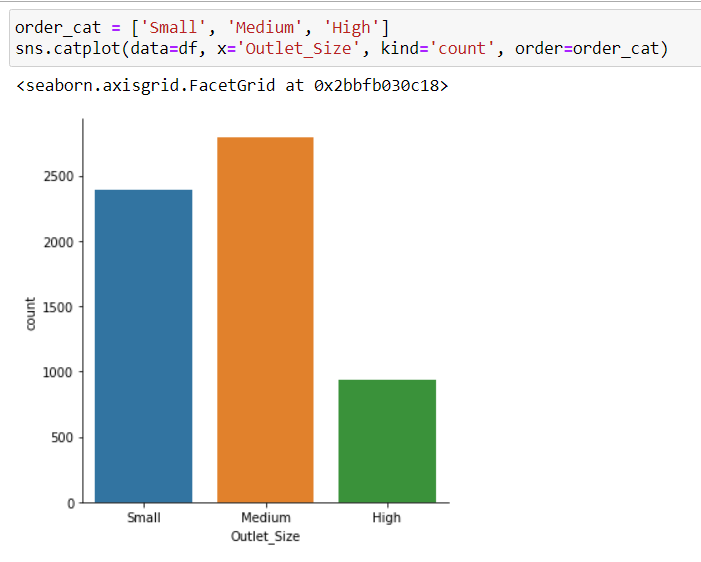 order_cat = ['Small', 'Medium', 'High']
sns.catplot(data=df, x='Outlet_Size', kind='count', order=order_cat)
<seaborn.axisgrid.FacetGrid at 0x2bbfb030c18>
2500
2000
1500
1000
500
0
count
Small Medium High
Outlet_Size